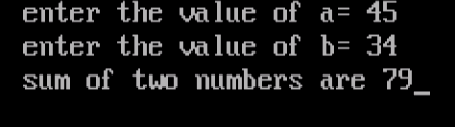 enter the value of a= 45
enter the value of b= 34
sum of two numbers are 79_